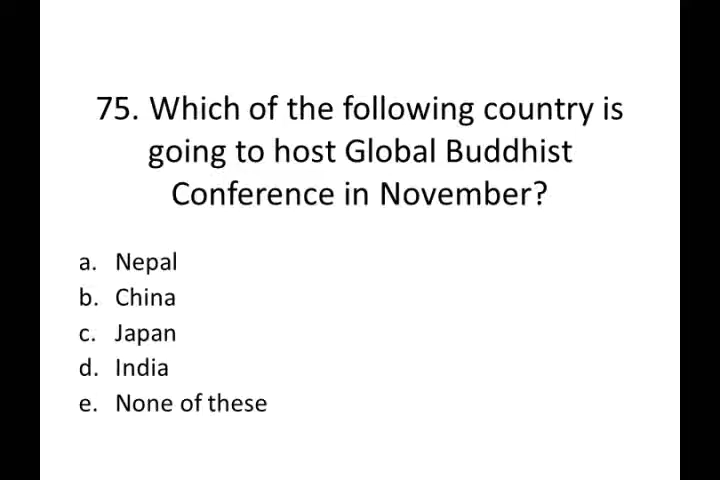 75. Which of the following country is
going to host Global Buddhist
Conference in November?
a. Nepal
b. China
c. Japan
d. India
e. None of these